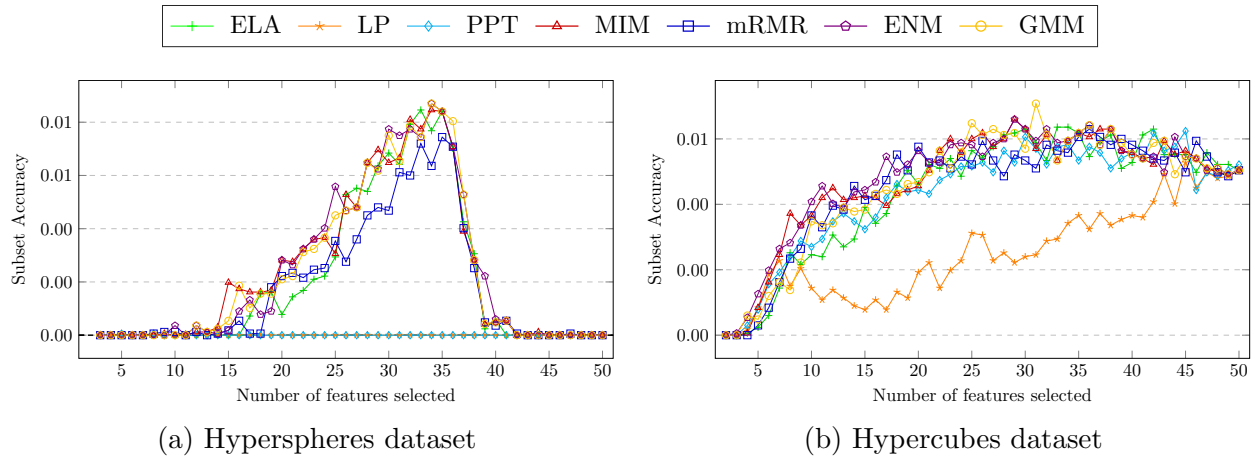 ELA LP PPT MIM mRMR ENM GMM
Subset Accuracy
0.01
0.01
0.00
0.00
0.00
5 10 15 20 25 30 35 40 45 50
Number of features selected
(a) Hyperspheres dataset
Subset Accuracy
0.01
0.00
0.00
0.00
5 10 15 20 25 30 35 40 45 50
Number of features selected
(b) Hypercubes dataset